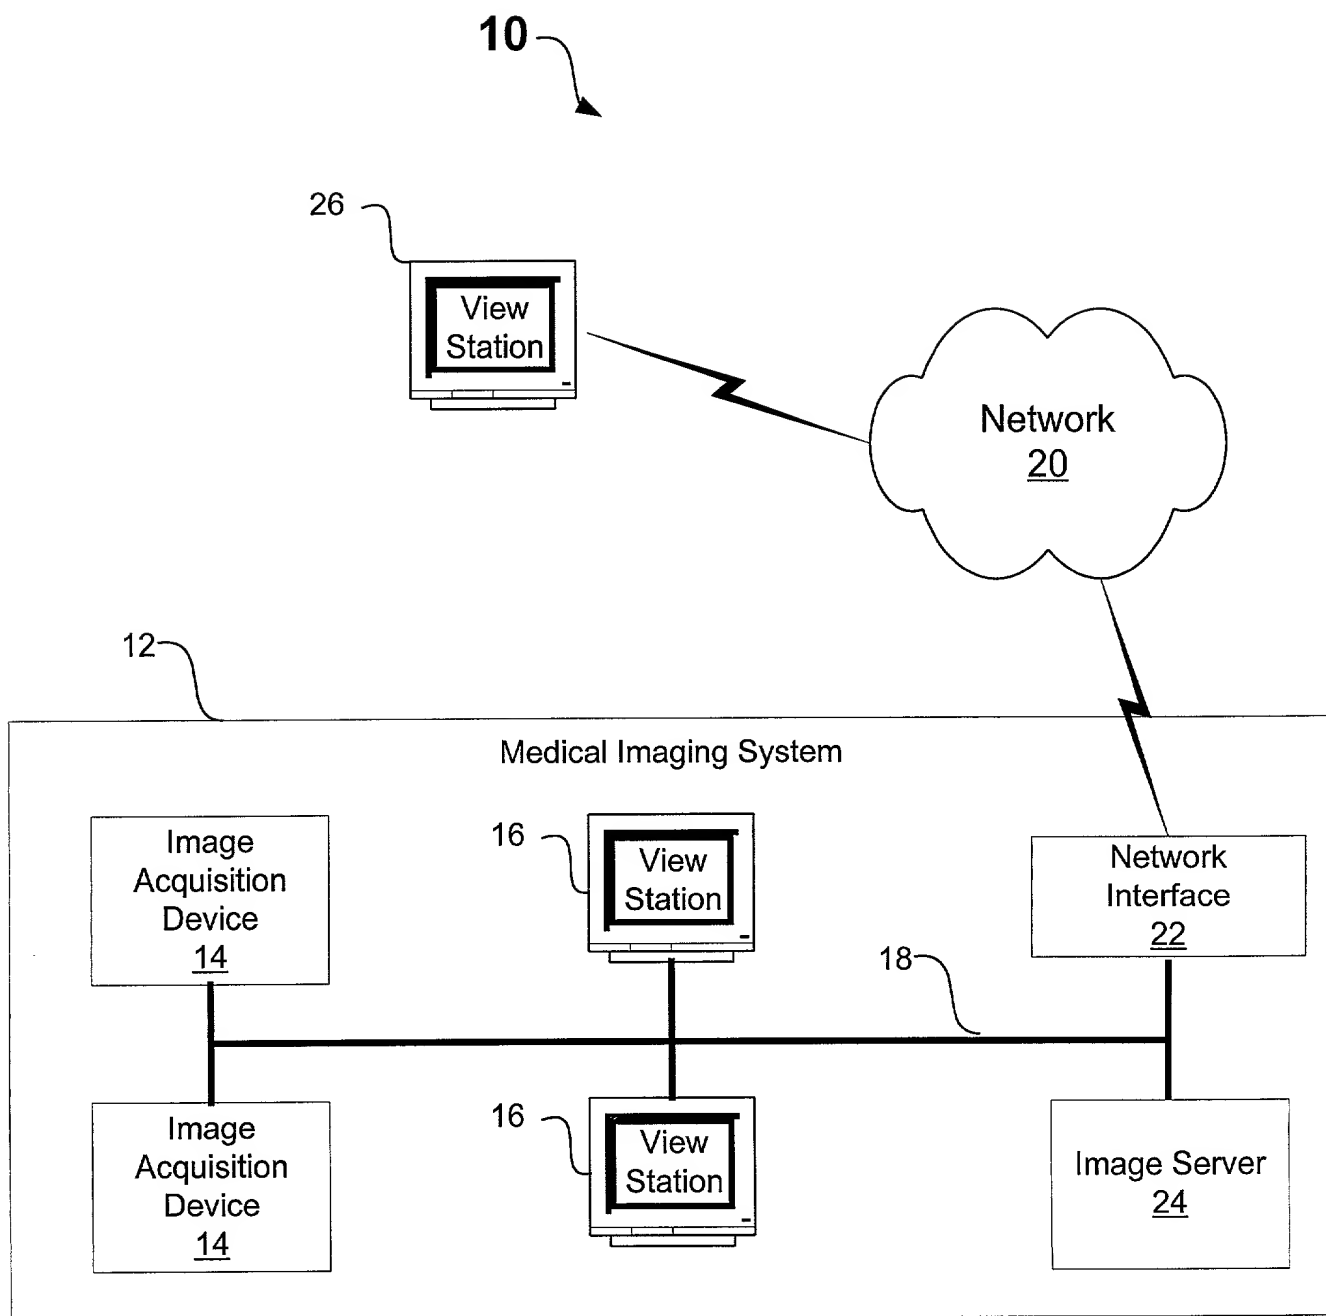 10
26
View
Station
Network
20
12
Medical Imaging System
Image
Acquisition
Device
14
16
View
Station
Network
Interface
22
18
Image
Acquisition
Device
14
16
View
Station
Image Server
24